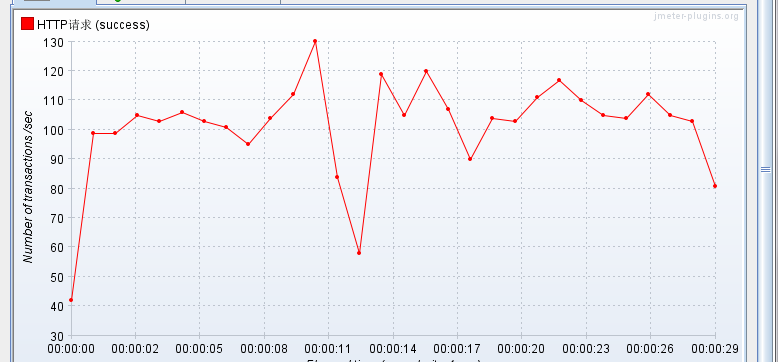 HTTP请求 (success)
jmeter-plugins.org
Number of transactions /sec
130
120
110
100
90
80
70
60
50
40
30
00:00:00 00:00:02 00:00:05 00:00:08 00:00:11 00:00:14 00:00:17 00:00:20 00:00:23 00:00:26 00:00:29